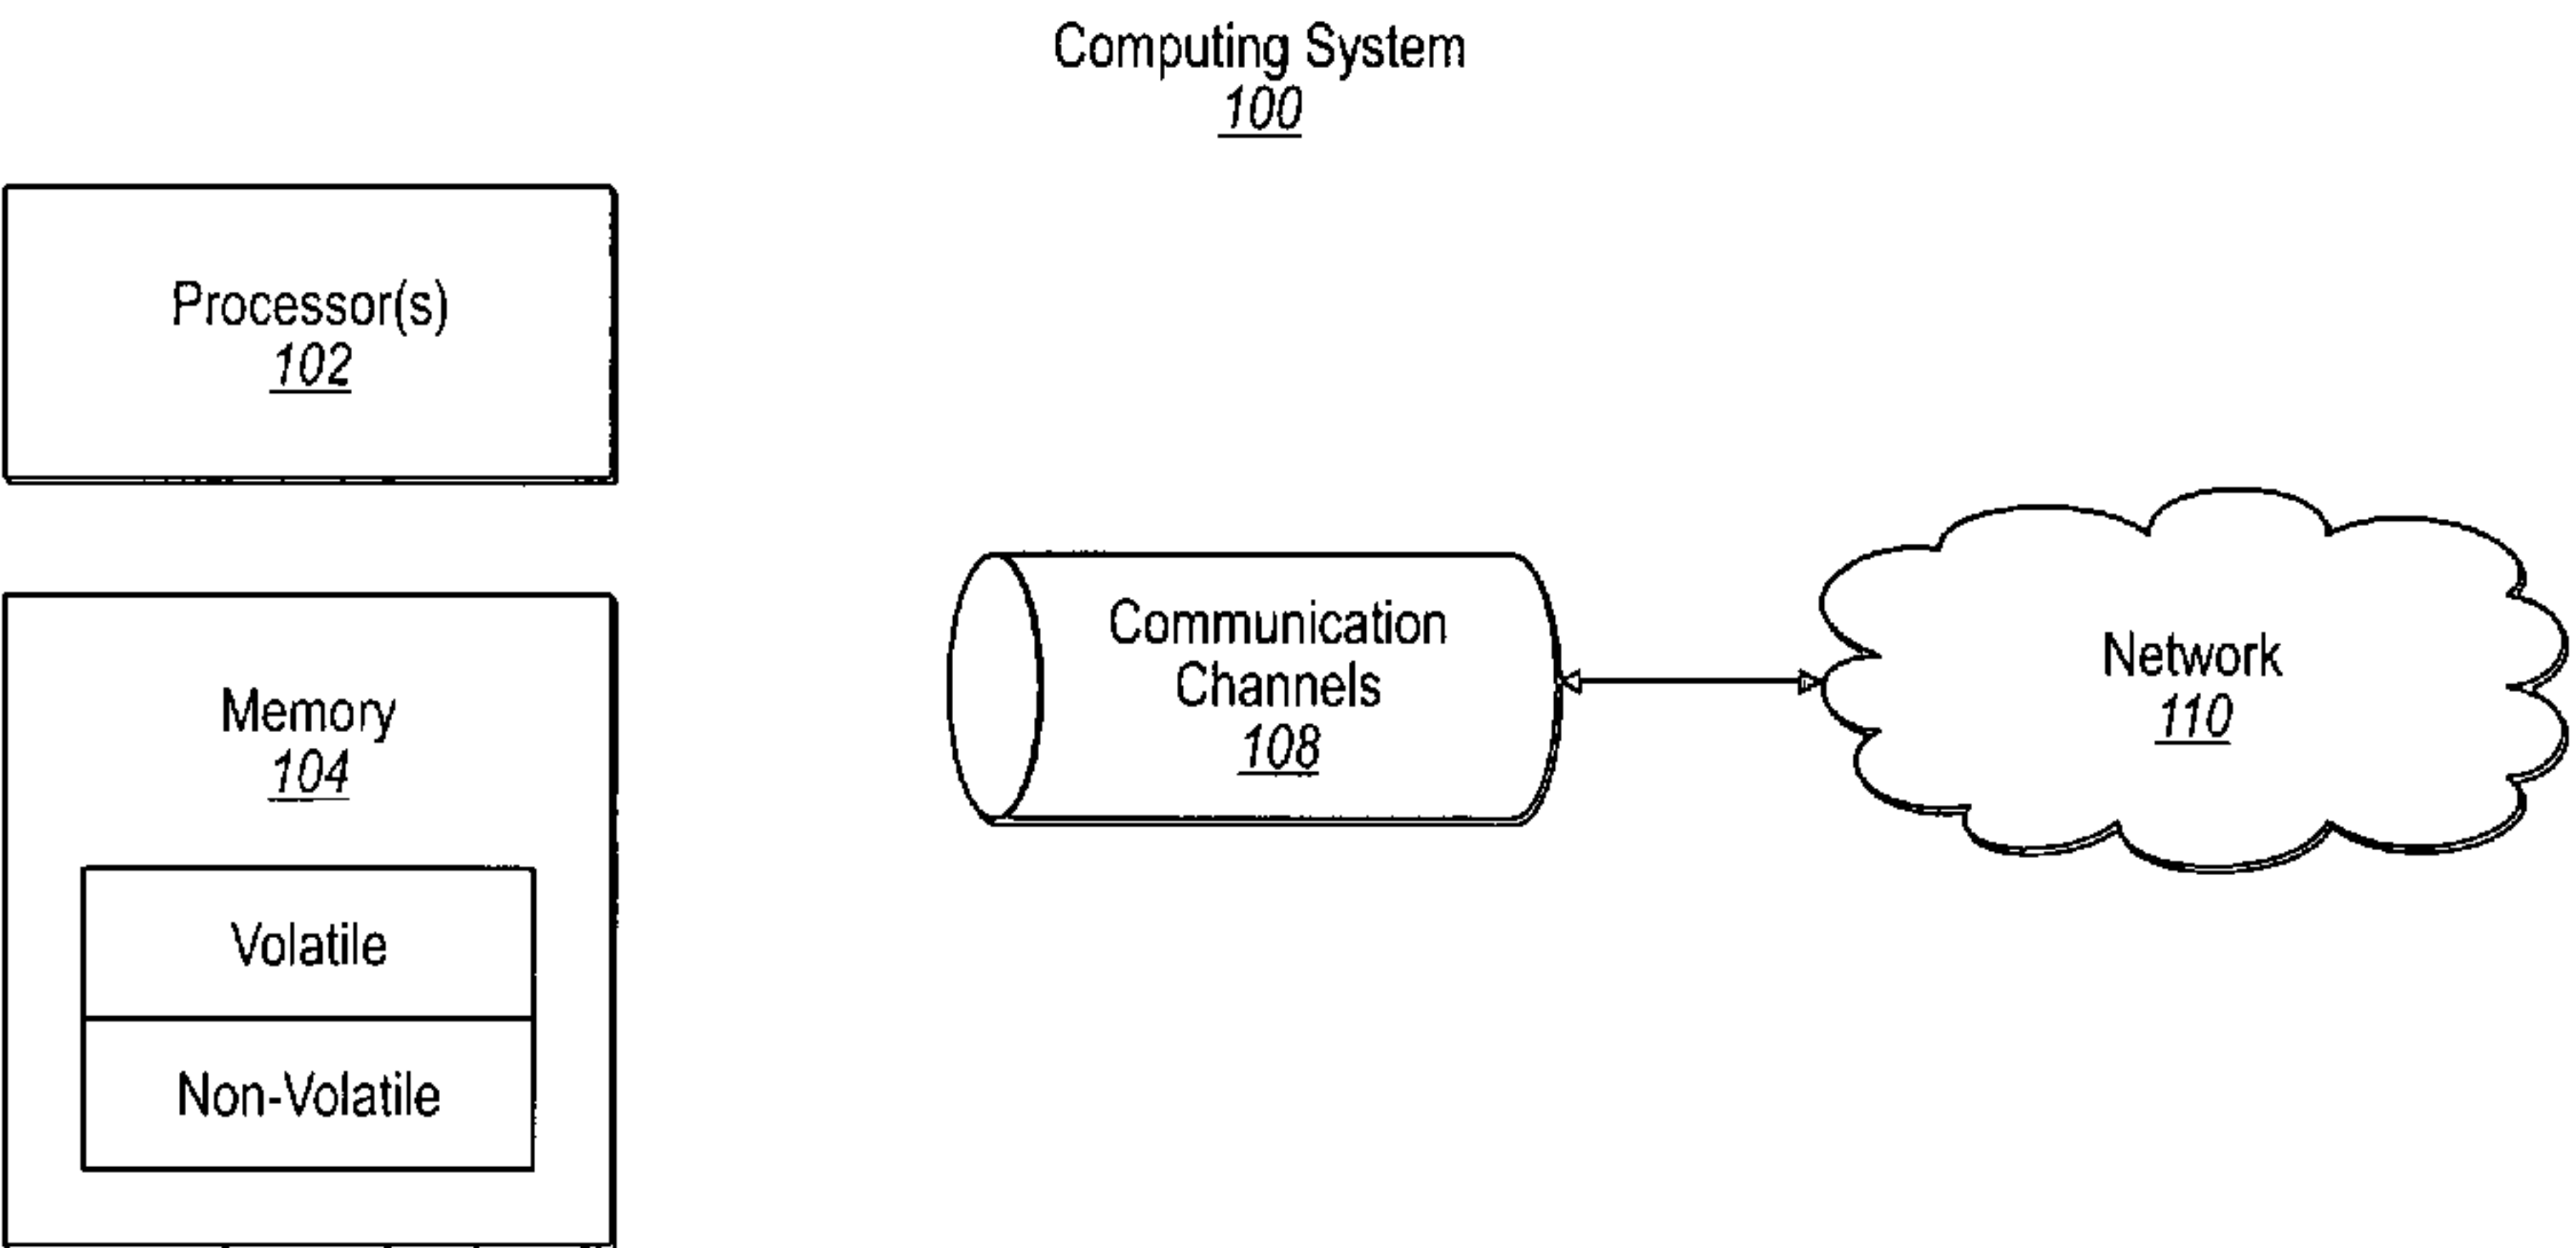 Computing System
100
Processor(s)
102
Memory
104
Volatile
Non-Volatile
Communication
Channels
108
Network
110